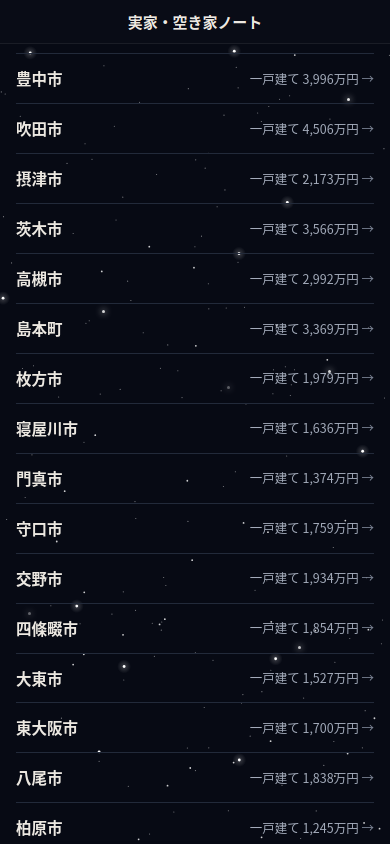 実家・空き家ノート
豊中市 一戸建て 3,996万円 →
吹田市 一戸建て 4,506万円 →
摂津市 一戸建て 2,173万円 →
茨木市 一戸建て 3,566万円 →
高槻市 一戸建て 2,992万円 →
島本町 一戸建て 3,369万円 →
枚方市 一戸建て 1,979万円 →
寝屋川市 一戸建て 1,636万円 →
門真市 一戸建て 1,374万円 →
守口市 一戸建て 1,759万円 →
交野市 一戸建て 1,934万円 →
四條畷市 一戸建て 1,854万円 →
大東市 一戸建て 1,527万円 →
東大阪市 一戸建て 1,700万円 →
八尾市 一戸建て 1,838万円 →
柏原市 一戸建て 1,245万円 →